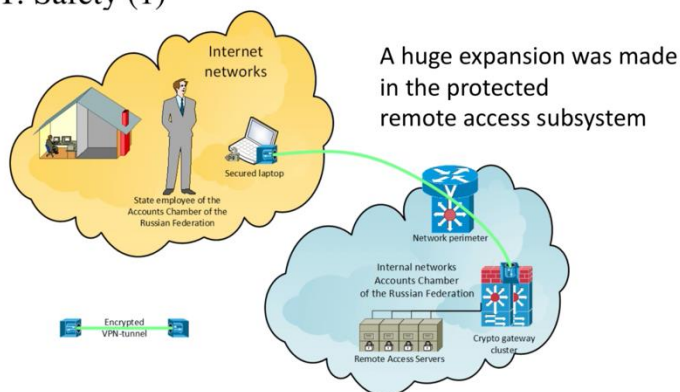 1. Safety (1)
Internet
networks
A huge expansion was made
in the protected
remote access subsystem
Secured laptop
State employee of the
Accounts Chamber of the
Russian Federation
Network perimeter
Internal networks
Accounts Chamber
of the Russian Federation
Encrypted
VPN-tunnel
Crypto gateway
cluster
Remote Access Servers